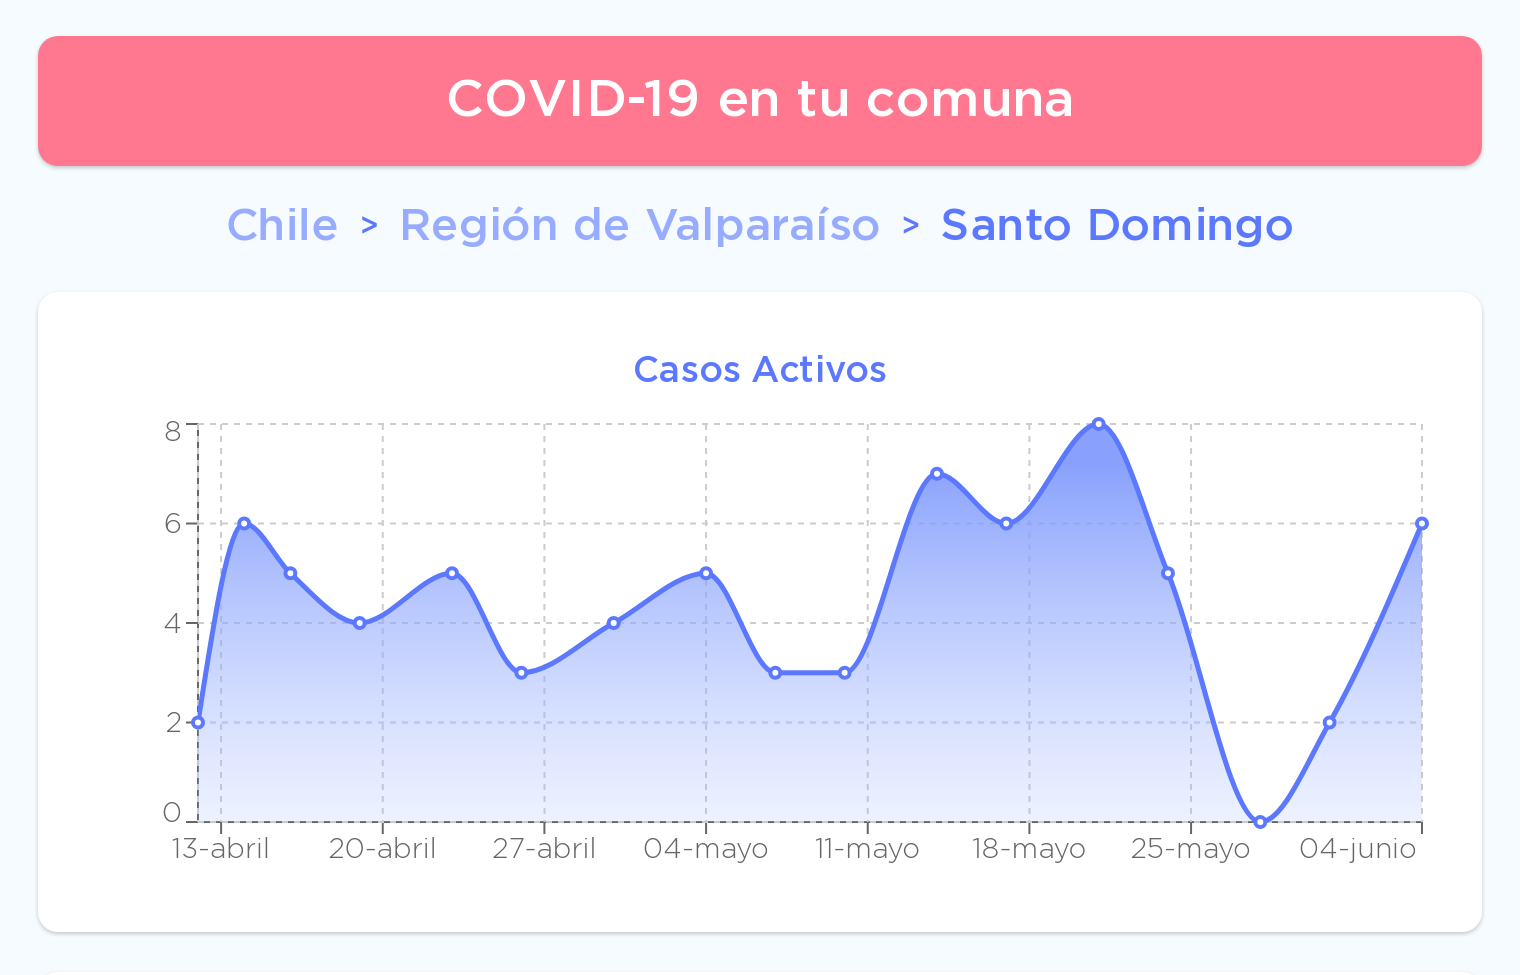 COVID-19 en tu comuna
Chile > Región de Valparaíso > Santo Domingo
Casos Activos
8
6
4
2
0
13-abril 20-abril 27-abril 04-mayo 11-mayo 18-mayo 25-mayo 04-junio